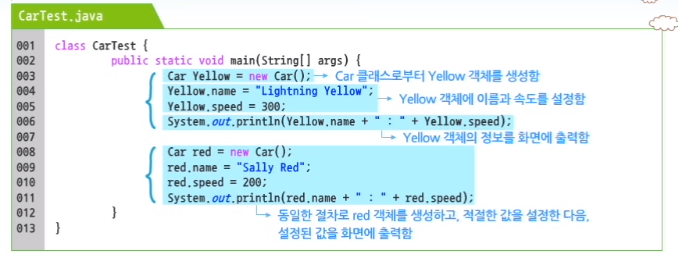 CarTest.java
001 class CarTest {
002 public static void main(String[] args) {
003 Car Yellow = new Car(); → Car 클래스로부터 Yellow 객체를 생성함
004 Yellow.name = "Lightning Yellow";
→ Yellow 객체에 이름과 속도를 설정함
005 Yellow.speed = 300;
006 System.out.println(Yellow.name + " : " + Yellow.speed);
007 → Yellow 객체의 정보를 화면에 출력함
008 Car red = new Car();
009 red.name = "Sally Red";
010 red.speed = 200;
011 System.out.println(red.name + " : " + red.speed);
012 } → 동일한 절차로 red 객체를 생성하고, 적절한 값을 설정한 다음,
013 } 설정된 값을 화면에 출력함